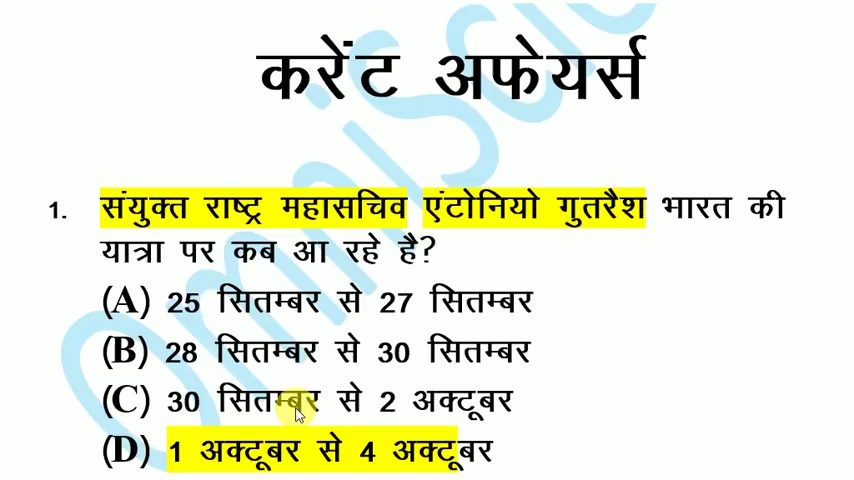 करेंट अफेयर्स
1. संयुक्त राष्ट्र महासचिव एंटोनियो गुतरैश भारत की
यात्रा पर कब आ रहे है?
(A) 25 सितम्बर से 27 सितम्बर
(B) 28 सितम्बर से 30 सितम्बर
(C) 30 सितम्बर से 2 अक्टूबर
(D) 1 अक्टूबर से 4 अक्टूबर